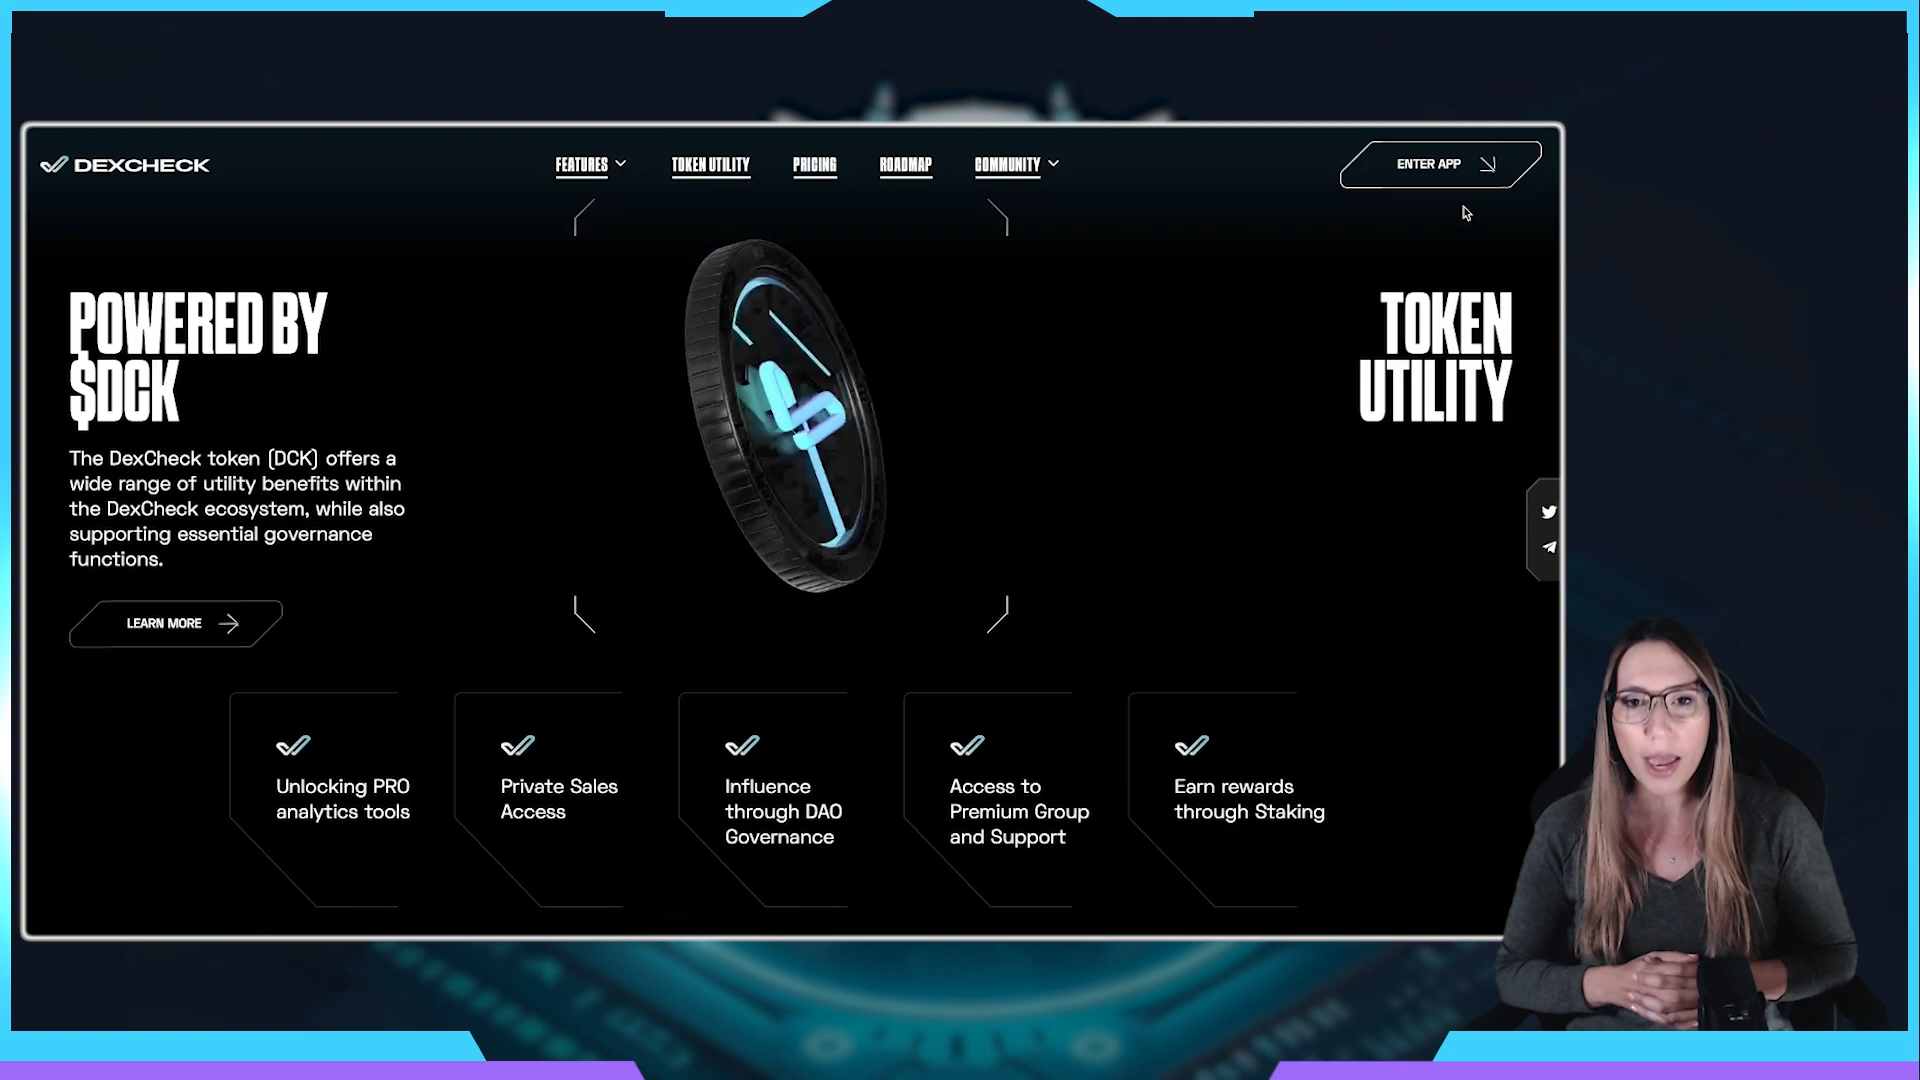 DEXCHECK
FEATURES
TOKEN UTILITY
PRICING
ROADMAP
COMMUNITY
ENTER APP
POWERED BY
$DCK
The DexCheck token (DCK) offers a
wide range of utility benefits within
the DexCheck ecosystem, while also
supporting essential governance
functions.
LEARN MORE
TOKEN
UTILITY
Unlocking PRO
analytics tools
Private Sales
Access
Influence
through DAO
Governance
Access to
Premium Group
and Support
Earn rewards
through Staking